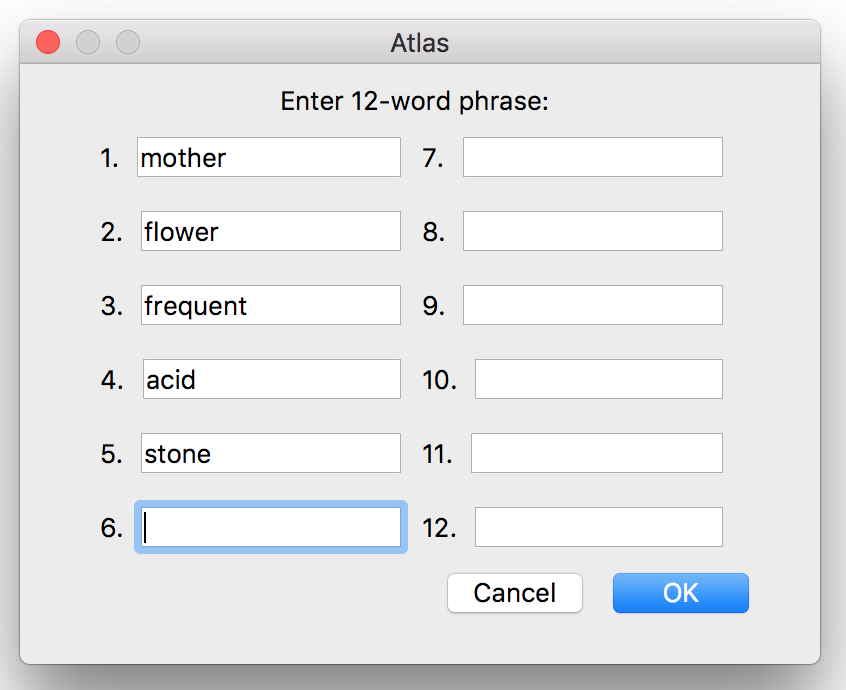 Atlas
Enter 12-word phrase:
1. mother
2. flower
3. frequent
4. acid
5. stone
6.
7.
8.
9.
10.
11.
12.
Cancel OK